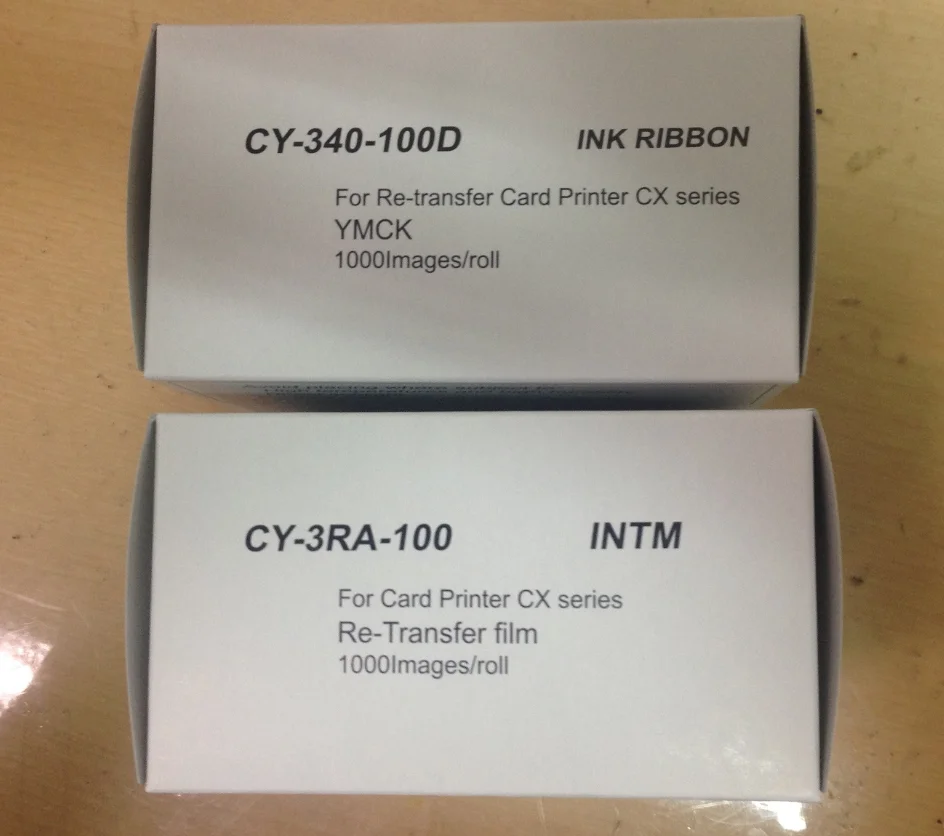 CY-340-100D INK RIBBON
For Re-transfer Card Printer CX series
YMCK
1000Images/roll
CY-3RA-100 INTM
For Card Printer CX series
Re-Transfer film
1000Images/roll